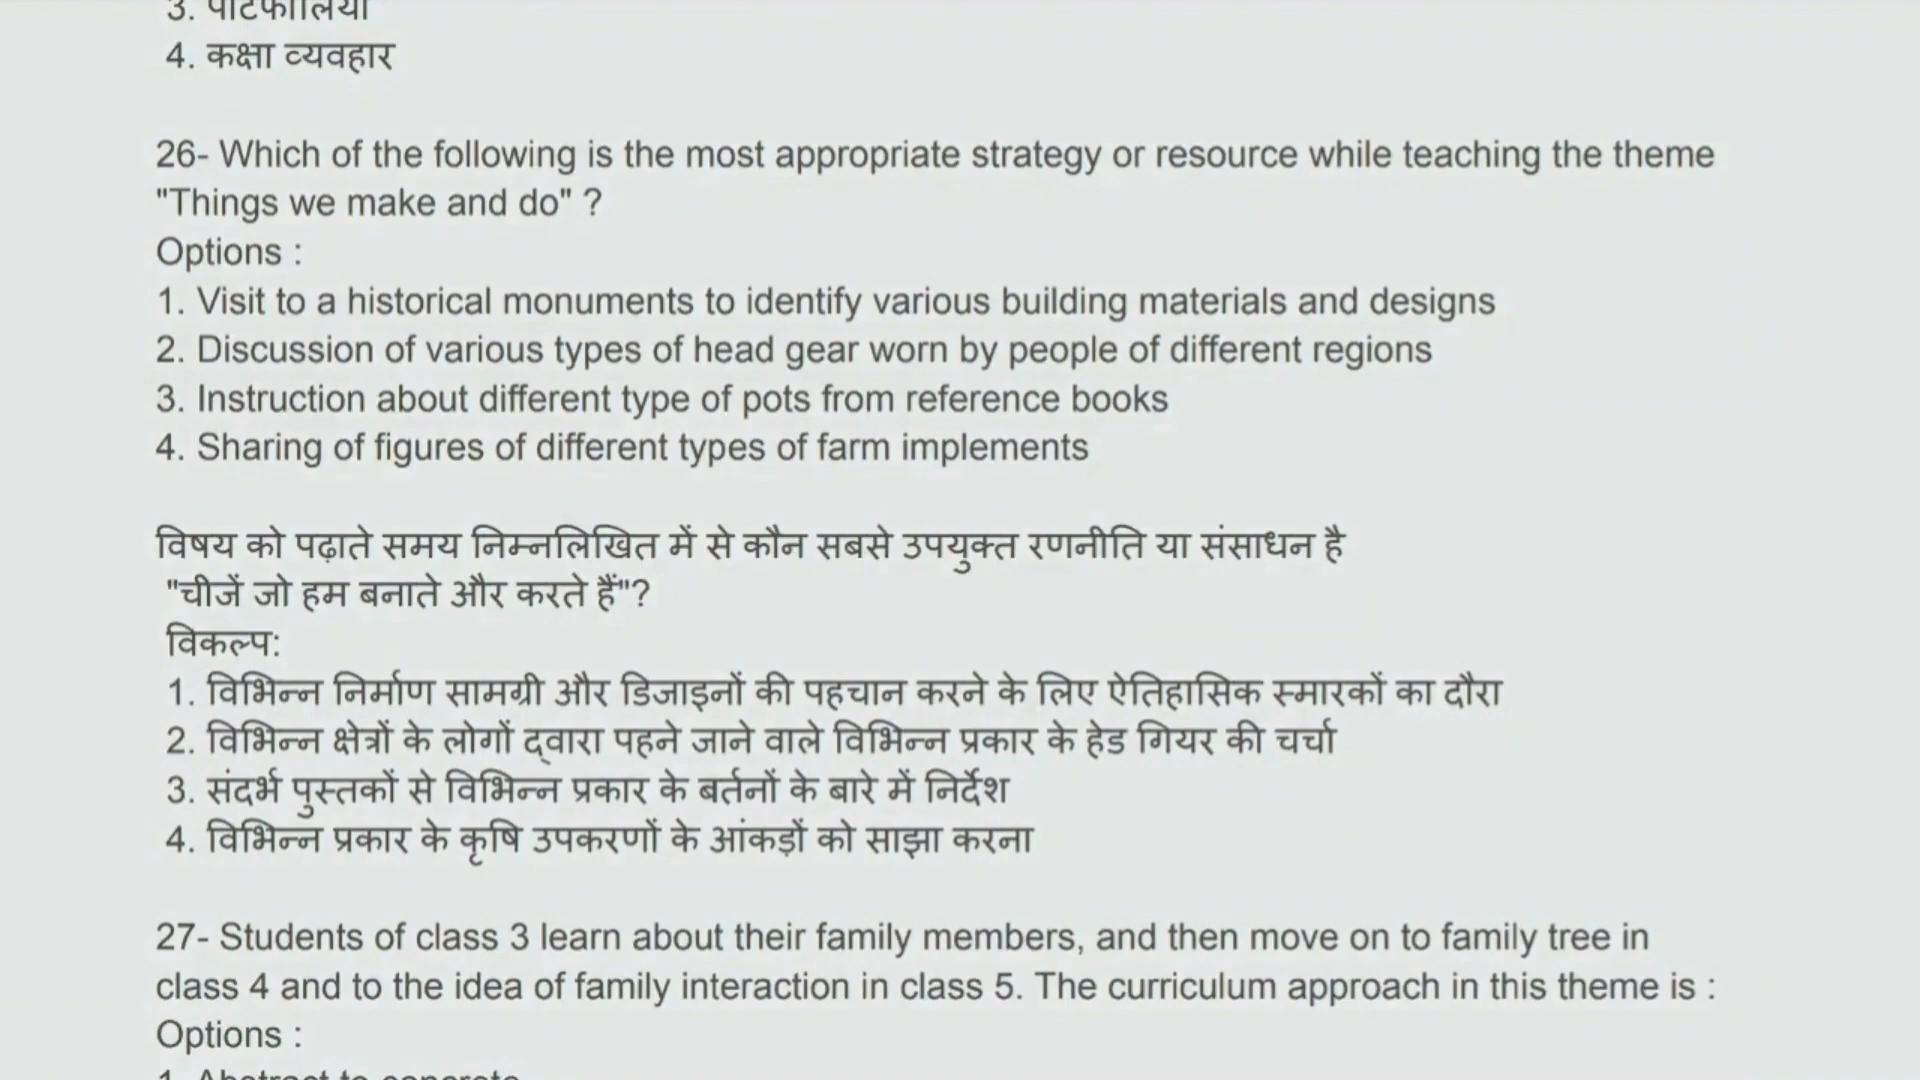 3. पोर्टफोलियो
4. कक्षा व्यवहार
26- Which of the following is the most appropriate strategy or resource while teaching the theme
"Things we make and do" ?
Options :
1. Visit to a historical monuments to identify various building materials and designs
2. Discussion of various types of head gear worn by people of different regions
3. Instruction about different type of pots from reference books
4. Sharing of figures of different types of farm implements
विषय को पढ़ाते समय निम्नलिखित में से कौन सबसे उपयुक्त रणनीति या संसाधन है
"चीजें जो हम बनाते और करते हैं"?
विकल्प:
1. विभिन्न निर्माण सामग्री और डिजाइनों की पहचान करने के लिए ऐतिहासिक स्मारकों का दौरा
2. विभिन्न क्षेत्रों के लोगों द्वारा पहने जाने वाले विभिन्न प्रकार के हेड गियर की चर्चा
3. संदर्भ पुस्तकों से विभिन्न प्रकार के बर्तनों के बारे में निर्देश
4. विभिन्न प्रकार के कृषि उपकरणों के आंकड़ों को साझा करना
27- Students of class 3 learn about their family members, and then move on to family tree in
class 4 and to the idea of family interaction in class 5. The curriculum approach in this theme is :
Options :
1. Abstract to concrete